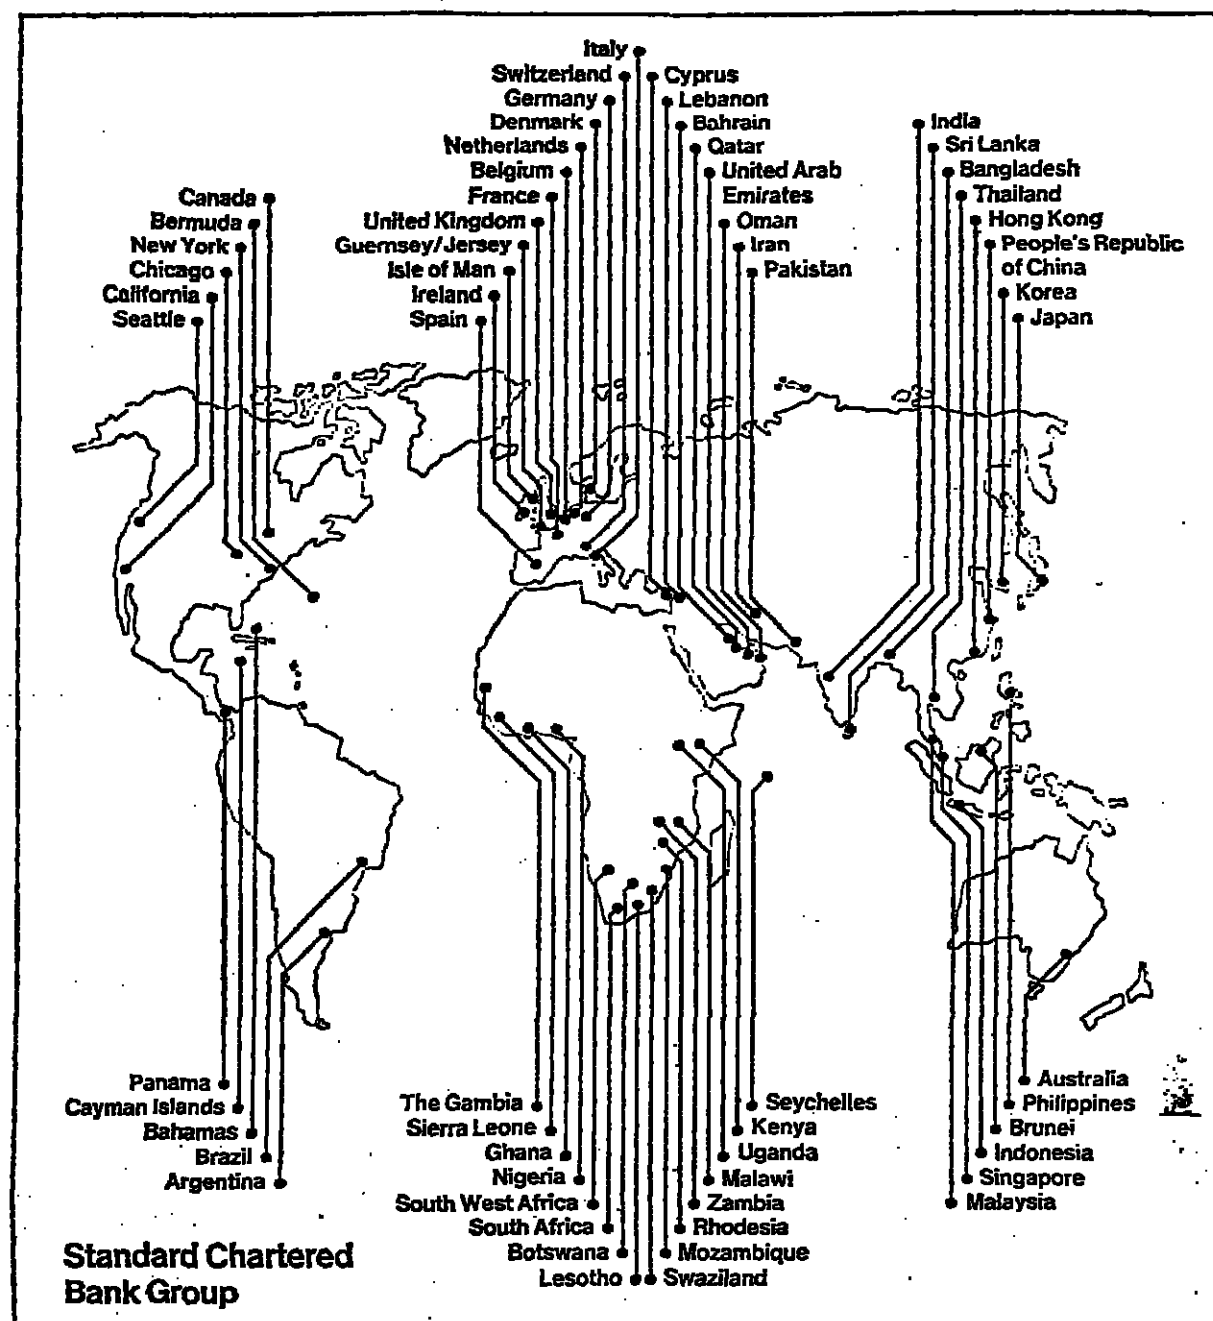 Italy
Switzerland
Germany
Denmark
Netherlands
Belgium
France
United Kingdom
Guernsey/Jersey
Isle of Man
Ireland
Spain
Cyprus
Lebanon
Bahrain
Qatar
United Arab
Emirates
Oman
Iran
Pakistan
India
Sri Lanka
Bangladesh
Thailand
Hong Kong
People's Republic
of China
Korea
Japan
Canada
Bermuda
New York
Chicago
California
Seattle
Panama
Cayman Islands
Bahamas
Brazil
Argentina
The Gambia
Sierra Leone
Ghana
Nigeria
South West Africa
South Africa
Botswana
Lesotho
Seychelles
Kenya
Uganda
Malawi
Zambia
Rhodesia
Mozambique
Swaziland
Australia
Philippines
Brunei
Indonesia
Singapore
Malaysia
Standard Chartered
Bank Group